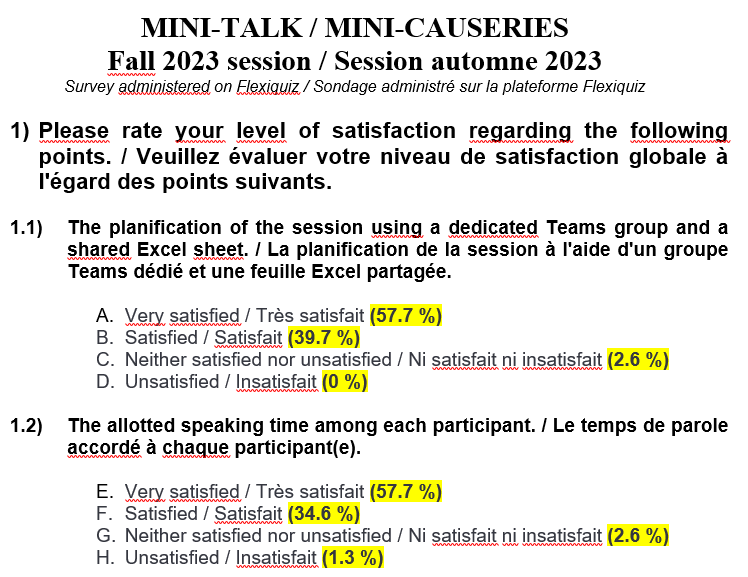 MINI-TALK / MINI-CAUSERIES
Fall 2023 session / Session automne 2023
Survey administered on Flexiquiz / Sondage administré sur la plateforme Flexiquiz
1) Please rate your level of satisfaction regarding the following
points. / Veuillez évaluer votre niveau de satisfaction globale à
l'égard des points suivants.
1.1) The planification of the session using a dedicated Teams group and a
shared Excel sheet. / La planification de la session à l'aide d'un groupe
Teams dédié et une feuille Excel partagée.
A. Very satisfied / Très satisfait (57.7 %)
B. Satisfied / Satisfait (39.7 %)
C. Neither satisfied nor unsatisfied / Ni satisfait ni insatisfait (2.6 %)
D. Unsatisfied / Insatisfait (0 %)
1.2) The allotted speaking time among each participant. / Le temps de parole
accordé à chaque participant(e).
E. Very satisfied / Très satisfait (57.7 %)
F. Satisfied / Satisfait (34.6 %)
G. Neither satisfied nor unsatisfied / Ni satisfait ni insatisfait (2.6 %)
H. Unsatisfied / Insatisfait (1.3 %)